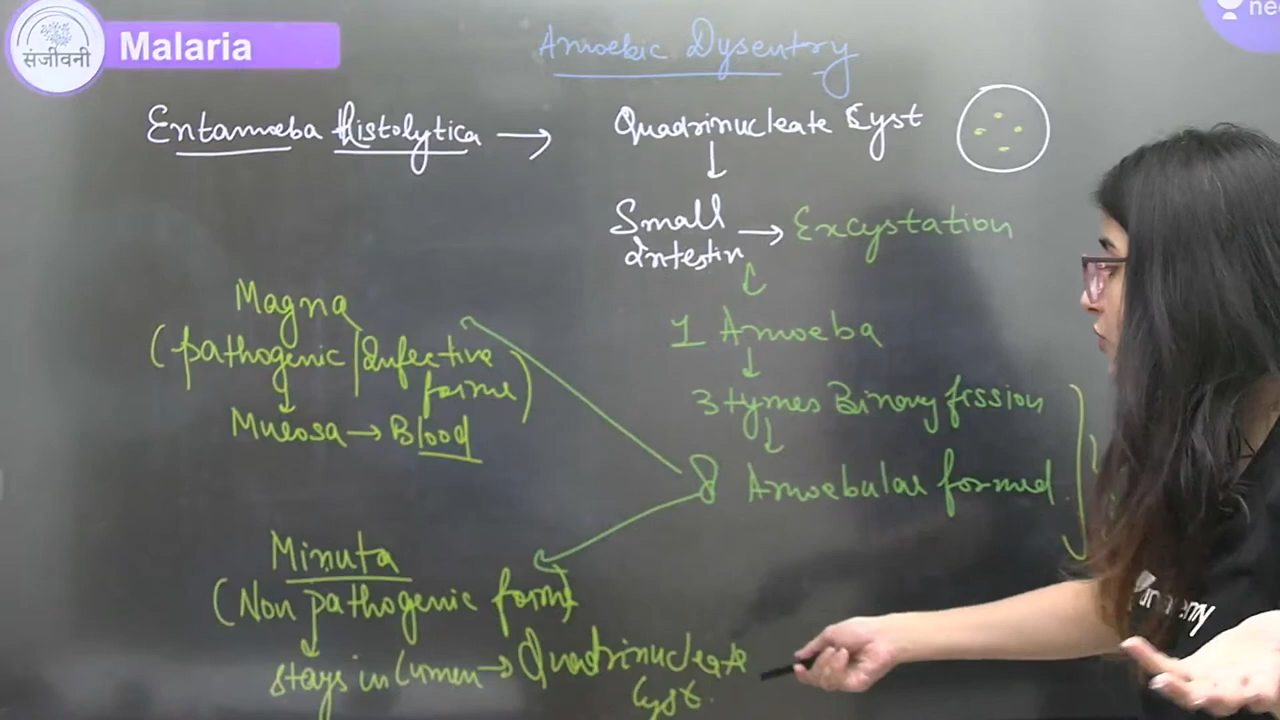 संजीवनी
Malaria
Amoebic Dysentry
Entamoeba Histolytica →
Quadrinucleate Cyst
↓
Small
intestin → Excystation
1 Amoeba
↓
3 tymes Binary fission
↓
8 Amoebulae formed
Magna
(pathogenic / Infective
forms)
↓
Mucosa → Blood
Minuta
(Non pathogenic form)
↓
stays in Lumen → Quadrinucleate
Cyst.